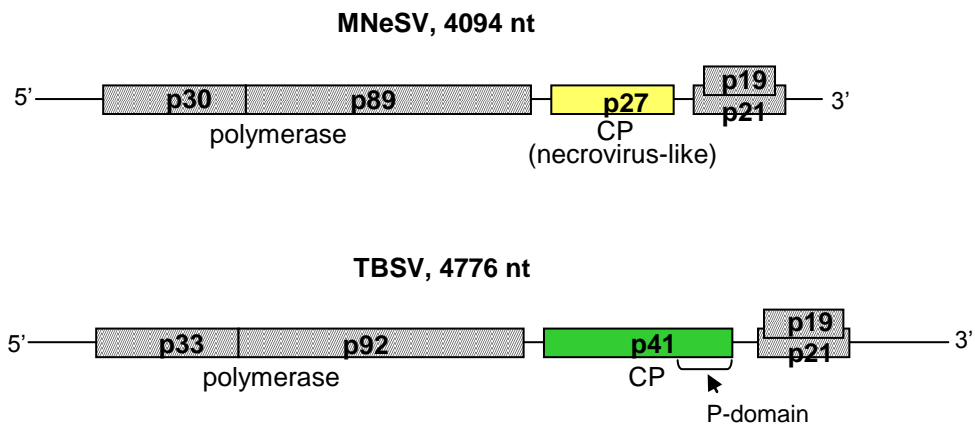 MNeSV, 4094 nt
5’ p30 p89 p27 p19 3’
p21
polymerase CP
(necrovirus-like)
TBSV, 4776 nt
5’ p33 p92 p41 p19 3’
p21
polymerase CP
P-domain